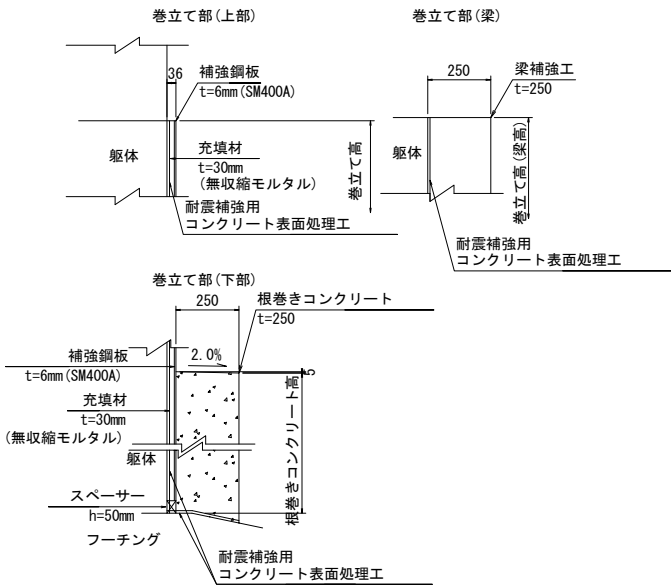 巻立て部(上部)
36
補強鋼板
t=6mm(SM400A)
躯体
充填材
t=30mm
(無収縮モルタル)
巻立て高
耐震補強用
コンクリート表面処理工
巻立て部(梁)
250
梁補強工
t=250
躯体
巻立て高(梁高)
耐震補強用
コンクリート表面処理工
巻立て部(下部)
250
根巻きコンクリート
t=250
補強鋼板
t=6mm(SM400A)
2.0%
5
充填材
t=30mm
(無収縮モルタル)
躯体
根巻きコンクリート高
スペーサー
h=50mm
フーチング
耐震補強用
コンクリート表面処理工